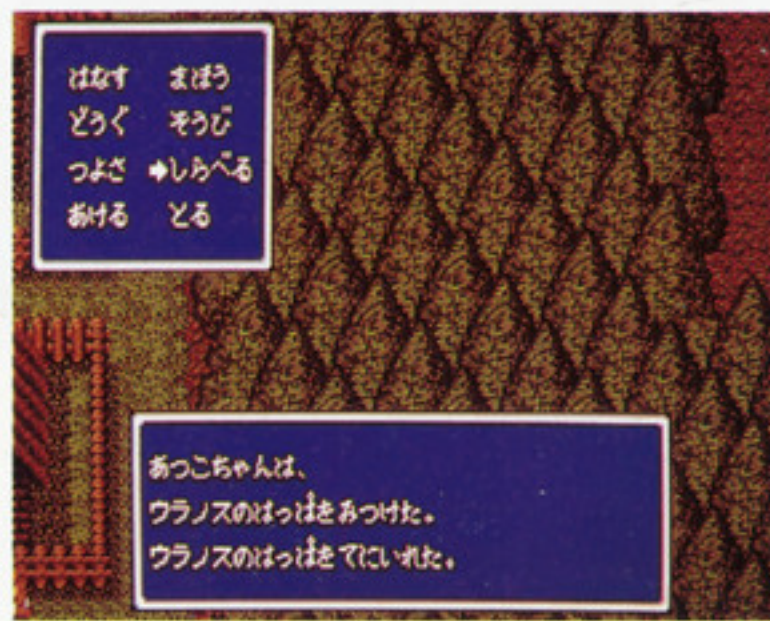 はなす まほう
どうぐ そうび
つよさ ➡しらべる
あける とる
あっこちゃんは、
ウラノスのはっぱをみつけた。
ウラノスのはっぱをてにいれた。